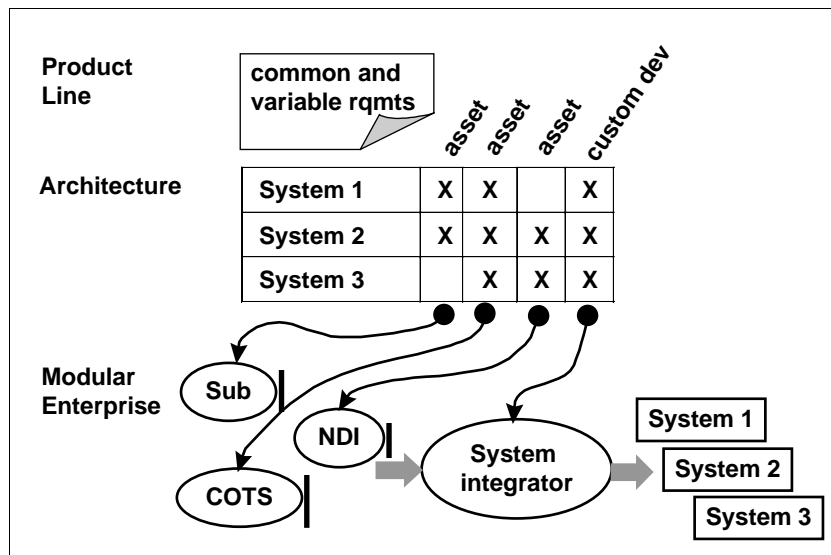 Product
Line
common and
variable rqmts
asset
asset
asset
custom dev
Architecture
System 1 X X X
System 2 X X X X
System 3 X X X
Modular
Enterprise
Sub
NDI
COTS
System
integrator
System 1
System 2
System 3